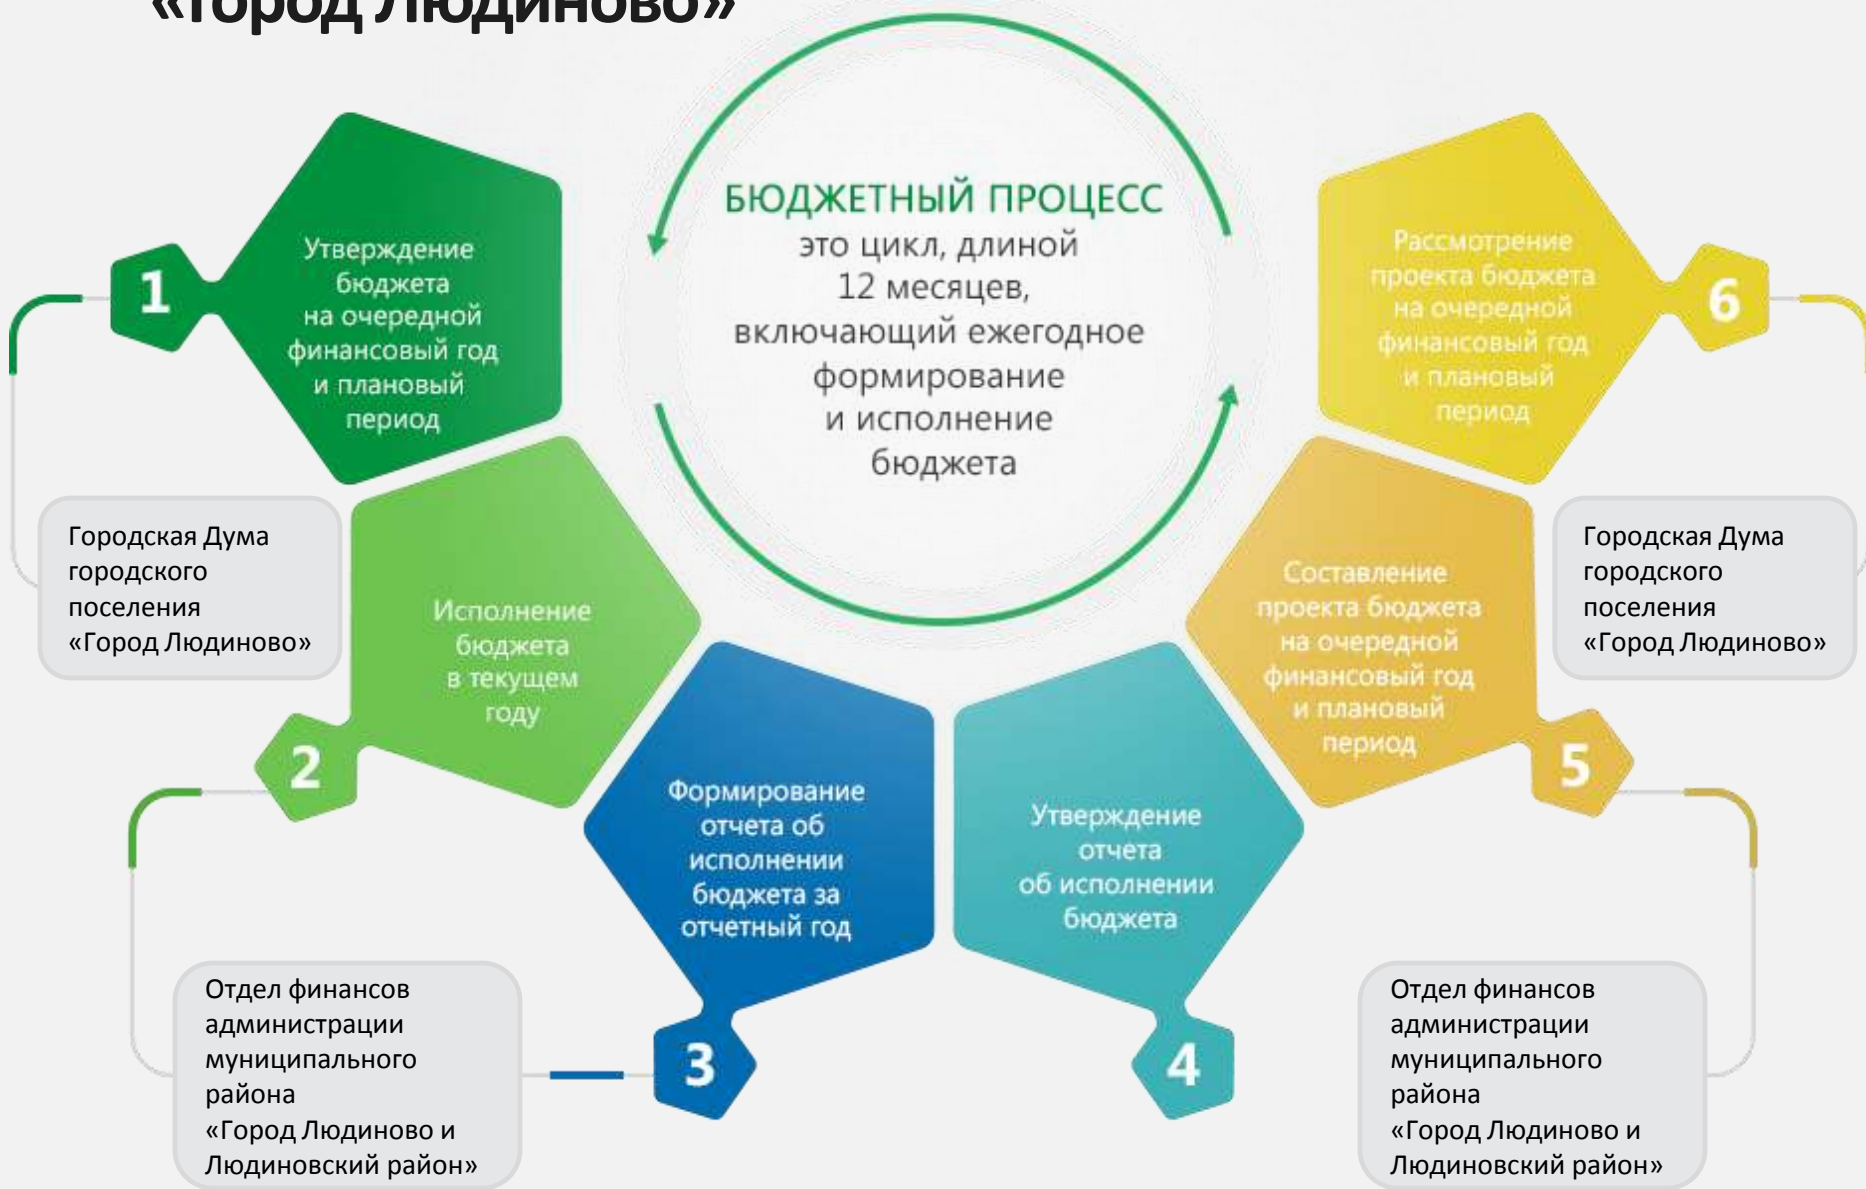 «Город Людиново»
БЮДЖЕТНЫЙ ПРОЦЕСС
это цикл, длиной
12 месяцев,
включающий ежегодное
формирование
и исполнение
бюджета
1
Утверждение
бюджета
на очередной
финансовый год
и плановый
период
Городская Дума
городского
поселения
«Город Людиново»
2
Исполнение
бюджета
в текущем
году
3
Формирование
отчета об
исполнении
бюджета за
отчетный год
Отдел финансов
администрации
муниципального
района
«Город Людиново и
Людиновский район»
4
Утверждение
отчета
об исполнении
бюджета
5
Составление
проекта бюджета
на очередной
финансовый год
и плановый
период
Отдел финансов
администрации
муниципального
района
«Город Людиново и
Людиновский район»
6
Рассмотрение
проекта бюджета
на очередной
финансовый год
и плановый
период
Городская Дума
городского
поселения
«Город Людиново»